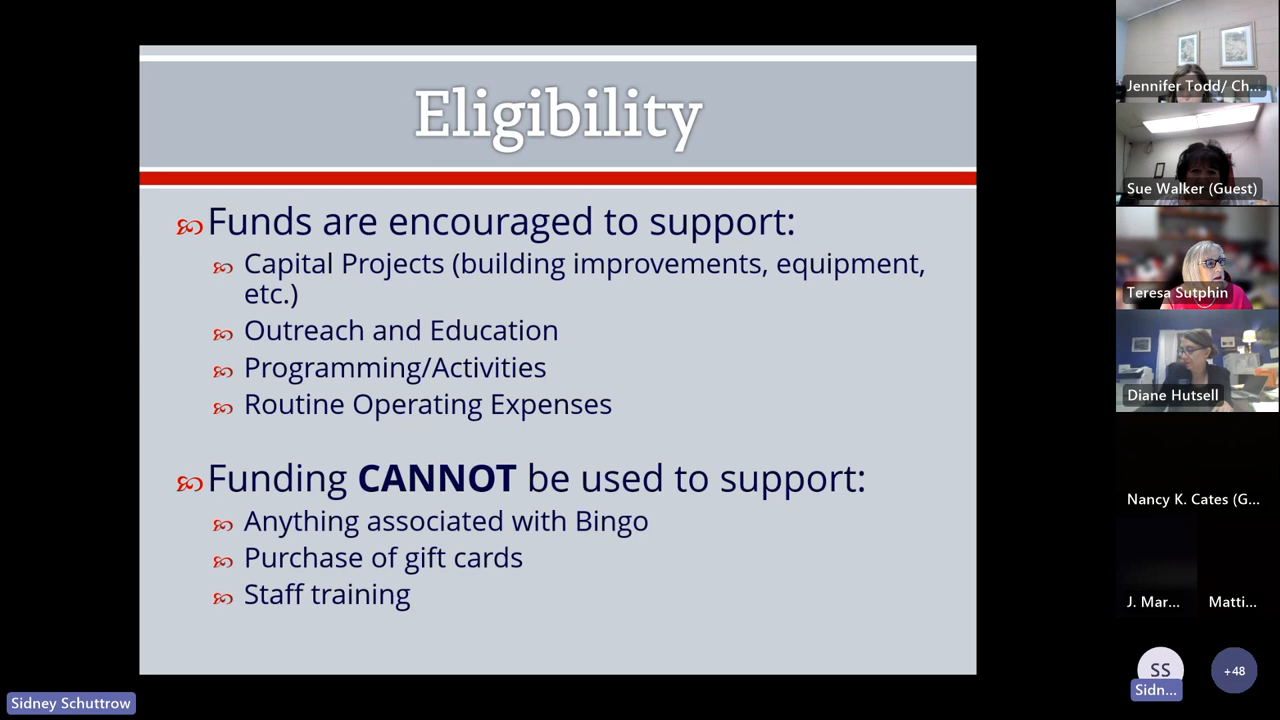 Eligibility
Funds are encouraged to support:
Capital Projects (building improvements, equipment,
etc.)
Outreach and Education
Programming/Activities
Routine Operating Expenses
Funding CANNOT be used to support:
Anything associated with Bingo
Purchase of gift cards
Staff training
Jennifer Todd/ Ch...
Sue Walker (Guest)
Teresa Sutphin
Diane Hutsell
Nancy K. Cates (G...
J. Mar...
Matti...
SS
+48
Sidn...
Sidney Schuttrow